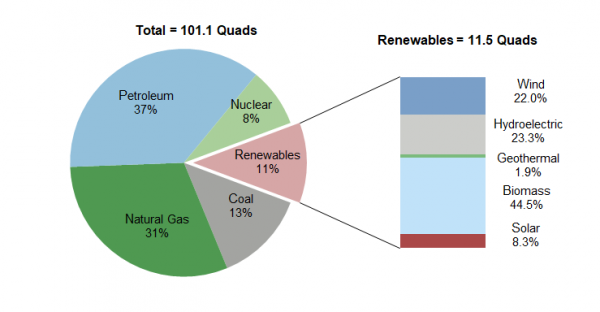 Total = 101.1 Quads
Renewables = 11.5 Quads
Petroleum
37%
Nuclear
8%
Renewables
11%
Coal
13%
Natural Gas
31%
Wind
22.0%
Hydroelectric
23.3%
Geothermal
1.9%
Biomass
44.5%
Solar
8.3%